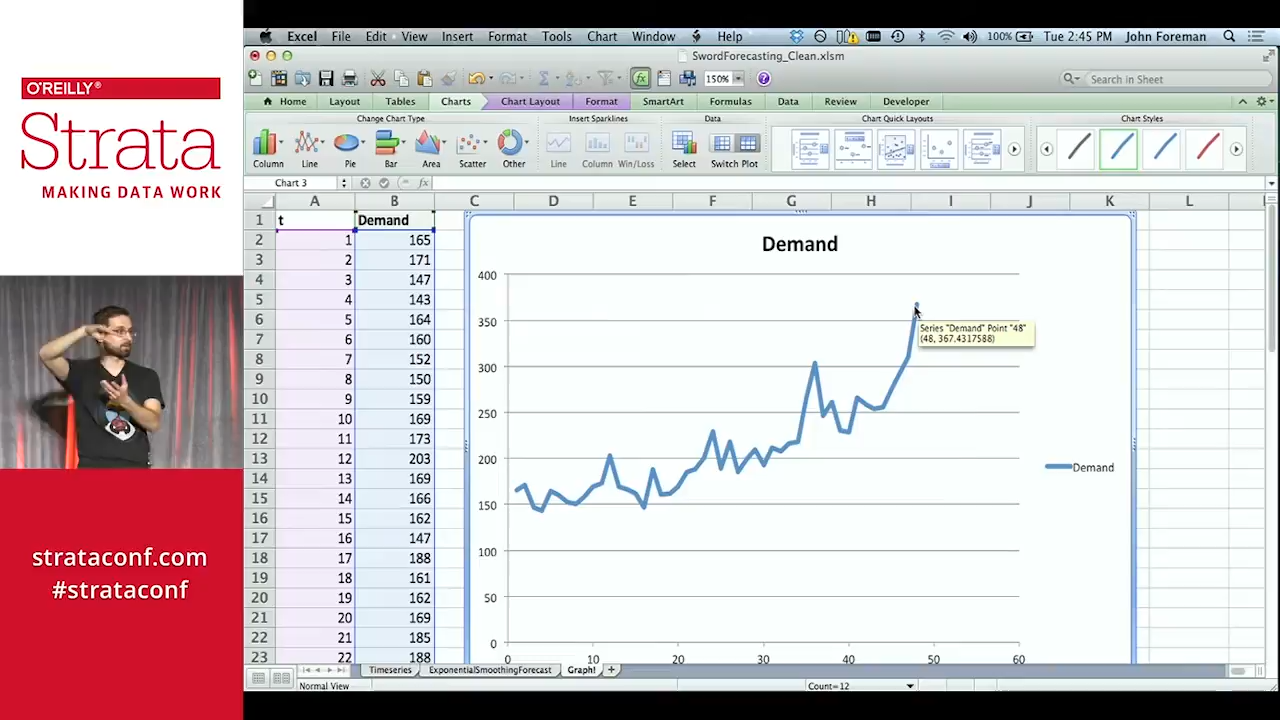 O'REILLY®
Strata
MAKING DATA WORK
strataconf.com
#strataconf
Excel File Edit View Insert Format Tools Chart Window Help 100% Tue 2:45 PM John Foreman
SwordForecasting_Clean.xlsm
150% Search in Sheet
Home Layout Tables Charts Chart Layout Format SmartArt Formulas Data Review Developer
Change Chart Type Insert Sparklines Data Chart Quick Layouts Chart Styles
Column Line Pie Bar Area Scatter Other Line Column Win/Loss Select Switch Plot
Chart 3 fx
A B C D E F G H I J K L
1 t Demand
2 1 165
3 2 171
4 3 147
5 4 143
6 5 164
7 6 160
8 7 152
9 8 150
10 9 159
11 10 169
12 11 173
13 12 203
14 13 169
15 14 166
16 15 162
17 16 147
18 17 188
19 18 161
20 19 162
21 20 169
22 21 185
23 22 188
Demand
400
350
300
250
200
150
100
50
0
0 10 20 30 40 50 60
Series "Demand" Point "48"
(48, 367.4317588)
Demand
Timeseries ExponentialSmoothingForecast Graph!
Normal View Count=12